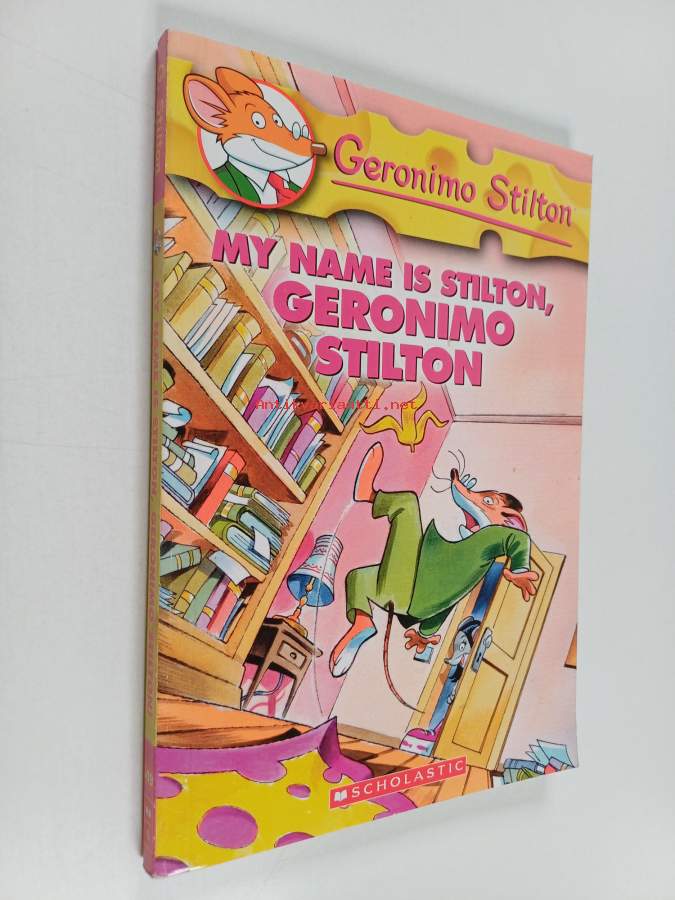 Geronimo Stilton
MY NAME IS STILTON,
GERONIMO
STILTON
Antikvariaatti.net
SCHOLASTIC